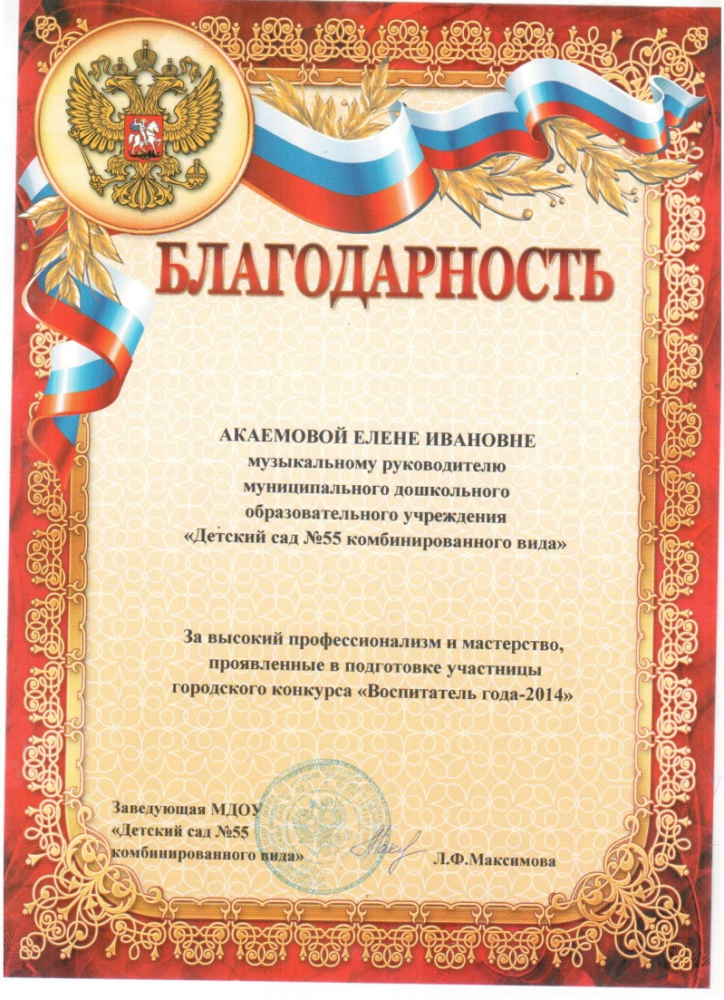 БЛАГОДАРНОСТЬ
АКАЕМОВОЙ ЕЛЕНЕ ИВАНОВНЕ
музыкальному руководителю
муниципального дошкольного
образовательного учреждения
«Детский сад №55 комбинированного вида»
За высокий профессионализм и мастерство,
проявленные в подготовке участницы
городского конкурса «Воспитатель года-2014»
Заведующая МДОУ
«Детский сад №55
комбинированного вида»
Л.Ф.Максимова